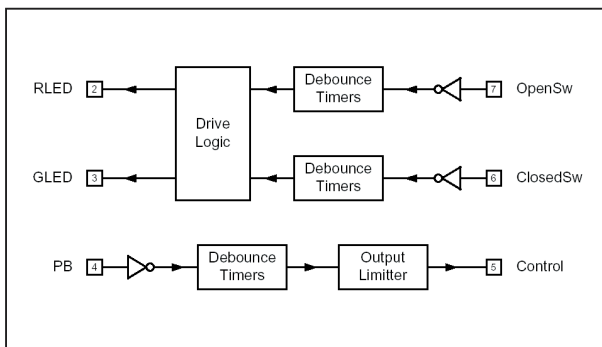 RLED 2 Debounce Timers 7 OpenSw
Drive Logic
GLED 3 Debounce Timers 6 ClosedSw
PB 4 Debounce Timers Output Limitter 5 Control